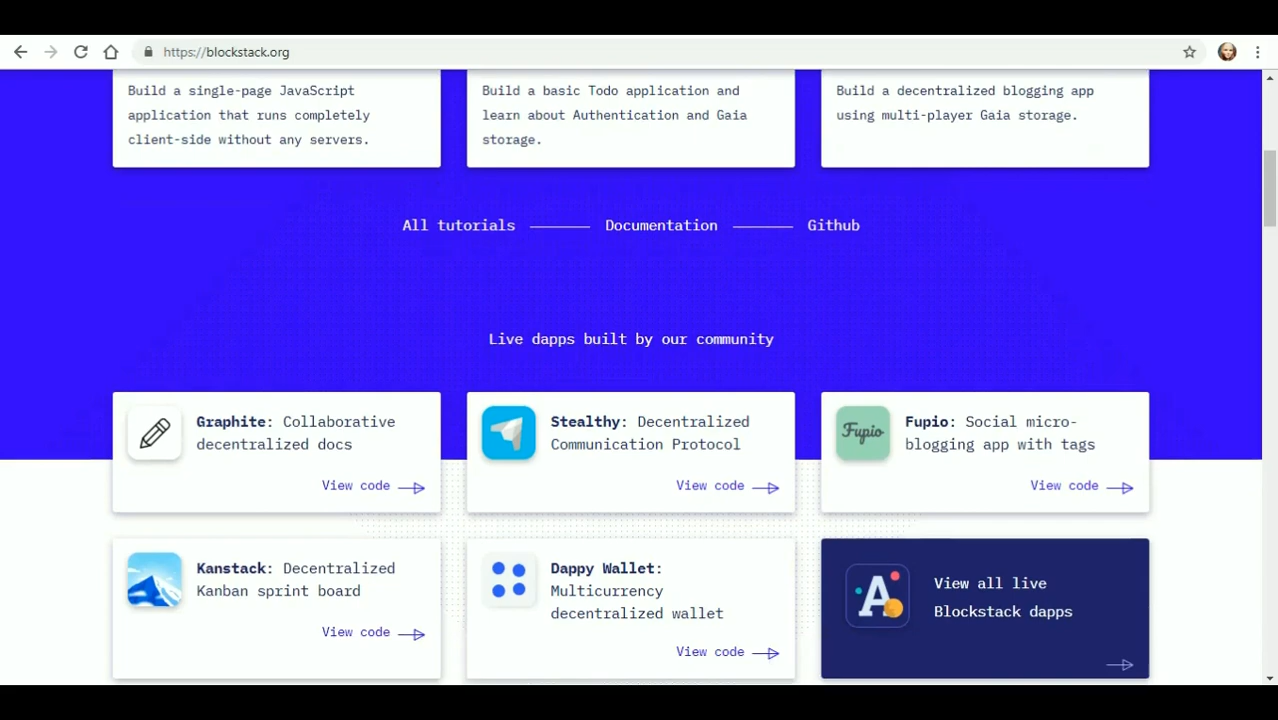 https://blockstack.org
Build a single-page JavaScript
application that runs completely
client-side without any servers.
Build a basic Todo application and
learn about Authentication and Gaia
storage.
Build a decentralized blogging app
using multi-player Gaia storage.
All tutorials
Documentation
Github
Live dapps built by our community
Graphite: Collaborative
decentralized docs
View code
Stealthy: Decentralized
Communication Protocol
View code
Fupio
Fupio: Social micro-
blogging app with tags
View code
Kanstack: Decentralized
Kanban sprint board
View code
Dappy Wallet:
Multicurrency
decentralized wallet
View code
A
View all live
Blockstack dapps